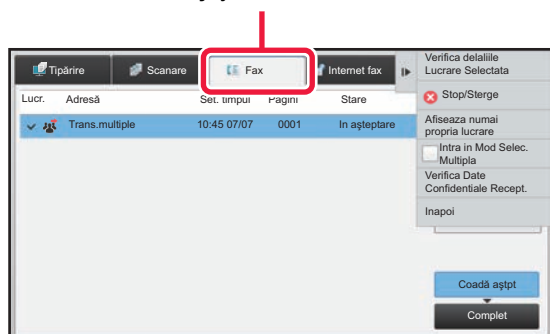 Tipărire
Scanare
Fax
Internet fax
Lucr.
Adresă
Set. timpul
Pagini
Stare
Trans.multiple
10:45 07/07
0001
In aşteptare
Verifica delaliile
Lucrare Selectata
Stop/Sterge
Afiseaza numai
propria lucrare
Intra in Mod Selec.
Multipla
Verifica Date
Confidentiale Recept.
Inapoi
Coadă aştpt
Complet